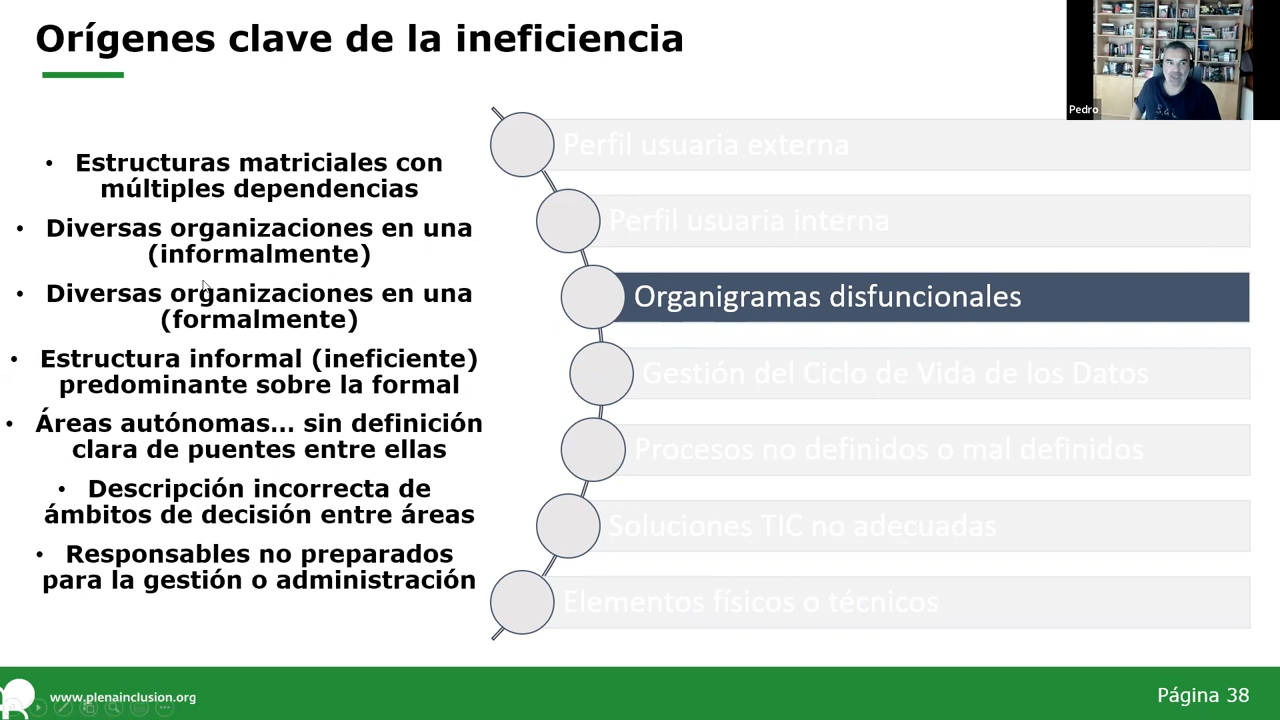 Orígenes clave de la ineficiencia
Pedro
• Estructuras matriciales con
múltiples dependencias
• Diversas organizaciones en una
(informalmente)
• Diversas organizaciones en una
(formalmente)
• Estructura informal (ineficiente)
predominante sobre la formal
• Áreas autónomas... sin definición
clara de puentes entre ellas
• Descripción incorrecta de
ámbitos de decisión entre áreas
• Responsables no preparados
para la gestión o administración
Perfil usuaria externa
Perfil usuaria interna
Organigramas disfuncionales
Gestión del Ciclo de Vida de los Datos
Procesos no definidos o mal definidos
Soluciones TIC no adecuadas
Elementos físicos o técnicos
www.plenainclusion.org
Página 38